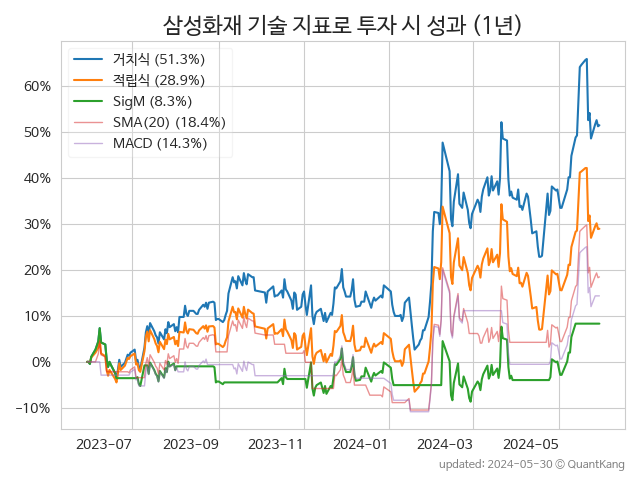 삼성화재 기술 지표로 투자 시 성과 (1년)
거치식 (51.3%)
적립식 (28.9%)
SigM (8.3%)
SMA(20) (18.4%)
MACD (14.3%)
60%
50%
40%
30%
20%
10%
0%
−10%
2023-07 2023-09 2023-11 2024-01 2024-03 2024-05
updated: 2024-05-30 © QuantKang